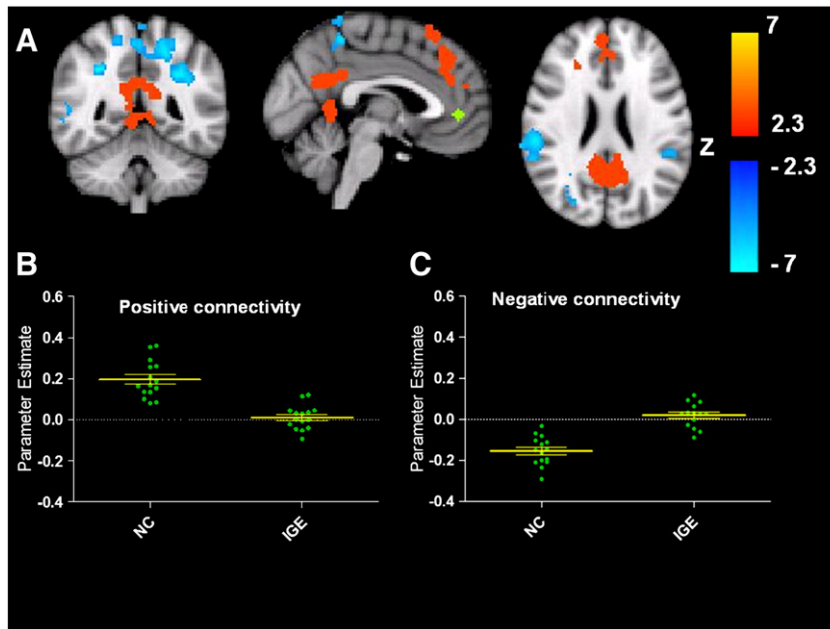 A
7
2.3
Z
- 2.3
- 7
B
C
Positive connectivity
Negative connectivity
Parameter Estimate
0.6
0.4
0.2
0.0
-0.2
-0.4
NC
IGE
Parameter Estimate
0.6
0.4
0.2
0.0
-0.2
-0.4
NC
IGE